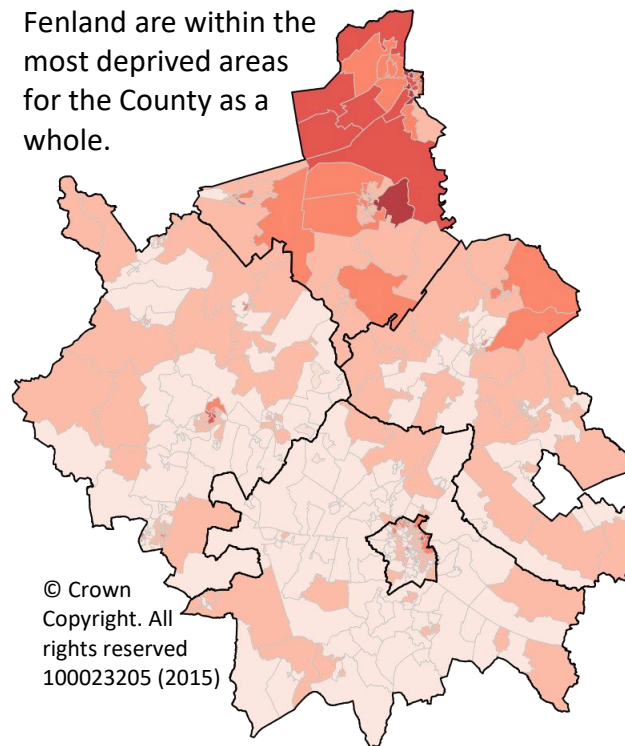 Fenland are within the
most deprived areas
for the County as a
whole.
© Crown
Copyright. All
rights reserved
100023205 (2015)